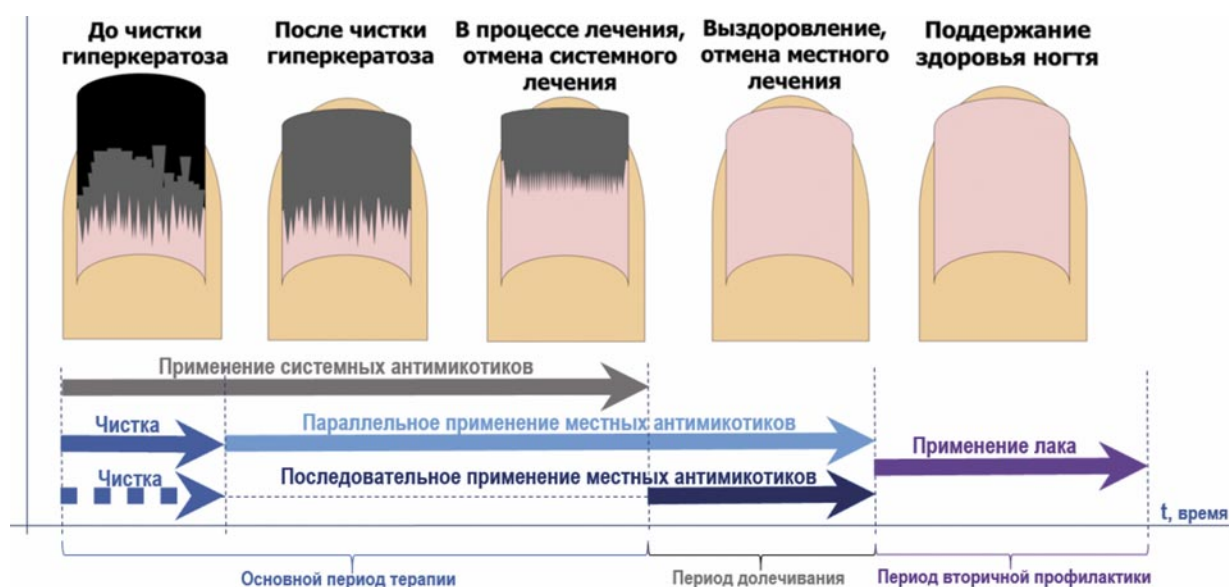 До чистки
гиперкератоза
После чистки
гиперкератоза
В процессе лечения,
отмена системного
лечения
Выздоровление,
отмена местного
лечения
Поддержание
здоровья ногтя
Применение системных антимикотиков
Чистка
Параллельное применение местных антимикотиков
Применение лака
Чистка
Последовательное применение местных антимикотиков
t, время
Основной период терапии
Период долечивания
Период вторичной профилактики